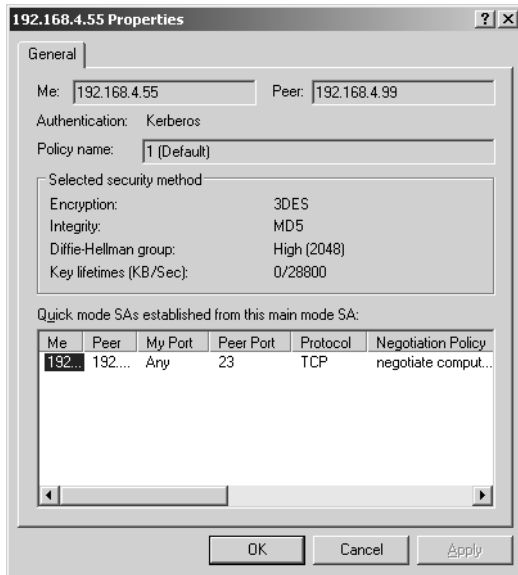 192.168.4.55 Properties
General
Me: 192.168.4.55 Peer: 192.168.4.99
Authentication: Kerberos
Policy name: 1 (Default)
Selected security method
Encryption: 3DES
Integrity: MD5
Diffie-Hellman group: High (2048)
Key lifetimes (KB/Sec): 0/28800
Quick mode SAs established from this main mode SA:
Me Peer My Port Peer Port Protocol Negotiation Policy
192... 192.... Any 23 TCP negotiate comput...
OK Cancel Apply